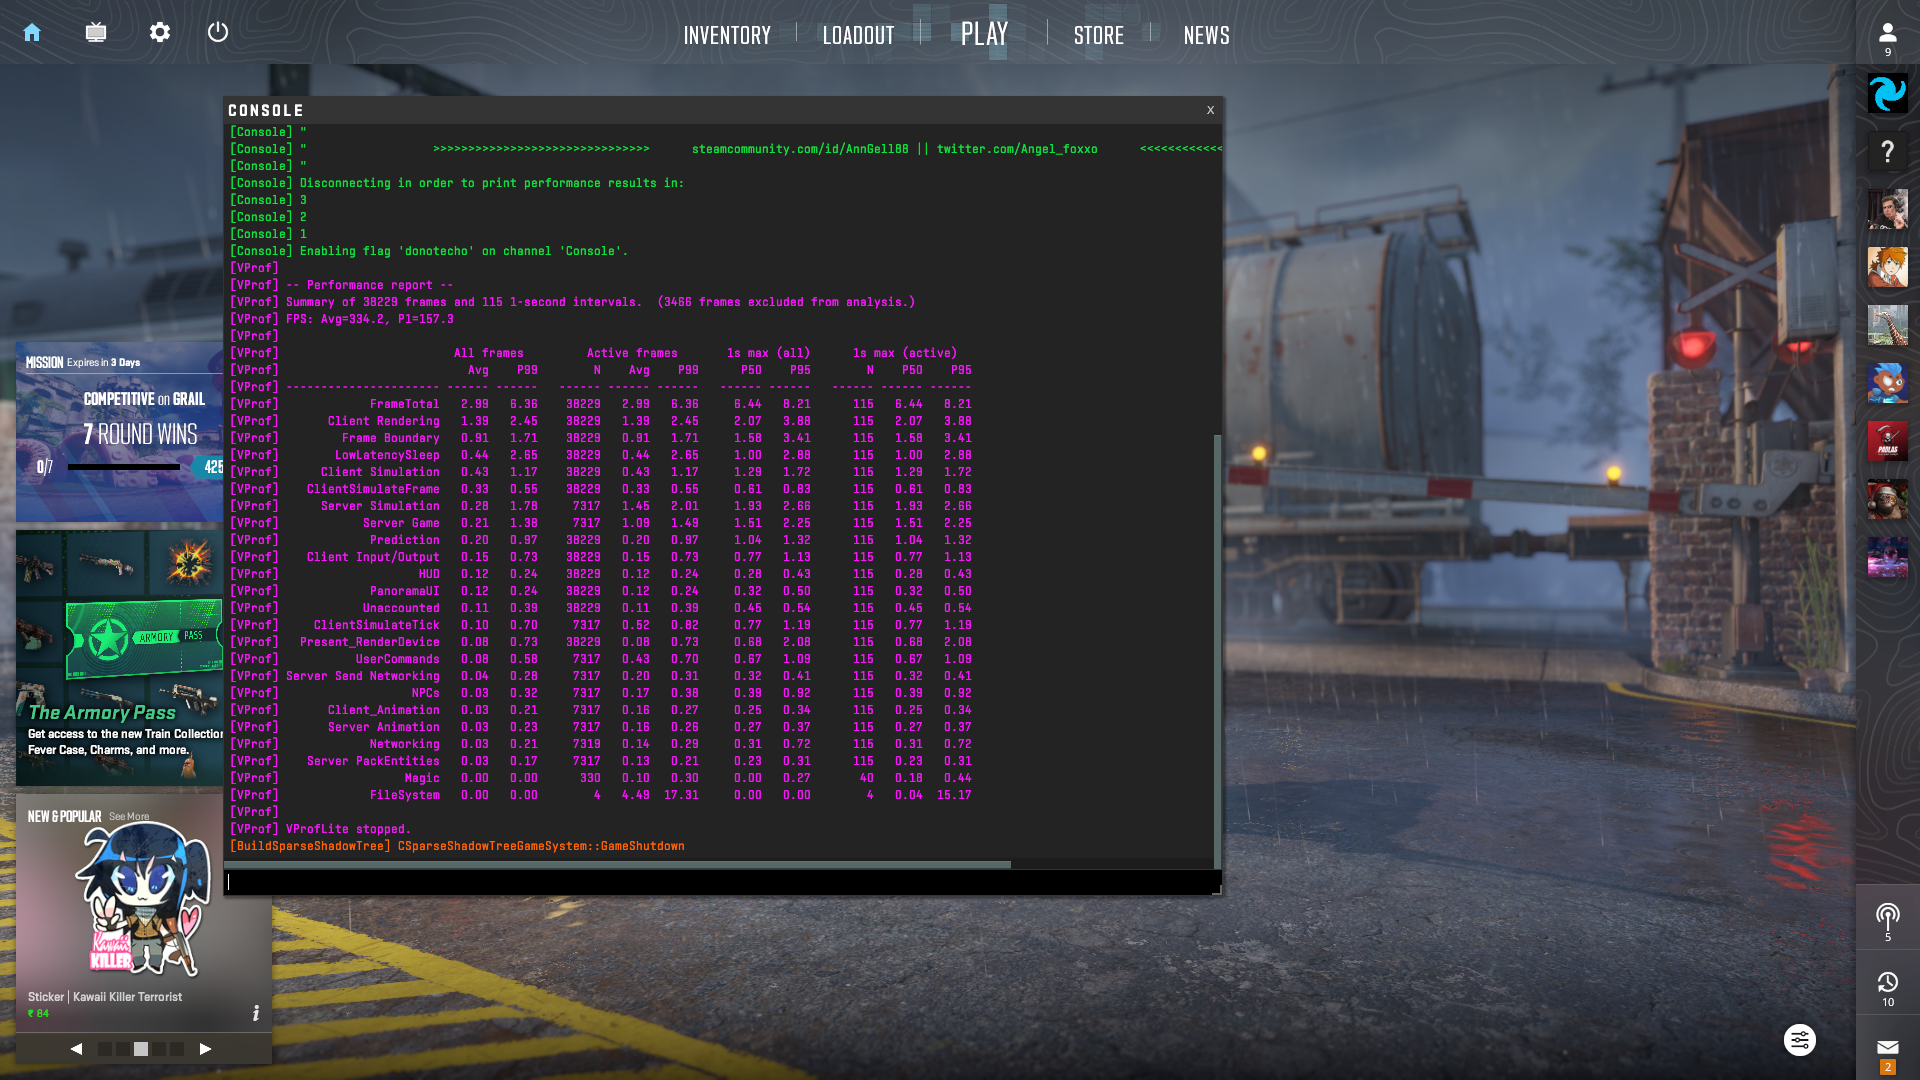 INVENTORY
LOADOUT
PLAY
STORE
NEWS
9
CONSOLE
X
[Console] "
[Console] " >>>>>>>>>>>>>>>>>>>>>>>>>>>>>>> steamcommunity.com/id/AnnGell88 || twitter.com/Angel_foxxo <<<<<<<<<<<<
[Console] "
[Console] Disconnecting in order to print performance results in:
[Console] 3
[Console] 2
[Console] 1
[Console] Enabling flag 'donotecho' on channel 'Console'.
[VProf]
[VProf] -- Performance report --
[VProf] Summary of 38229 frames and 115 1-second intervals. (3466 frames excluded from analysis.)
[VProf] FPS: Avg=334.2, P1=157.3
[VProf]
[VProf] All frames Active frames 1s max (all) 1s max (active)
[VProf] Avg P99 N Avg P99 P50 P95 N P50 P95
[VProf] ---------------------- ------ ------ ------ ------ ------ ------ ------ ------ ------ ------
[VProf] FrameTotal 2.99 6.36 38229 2.99 6.36 6.44 8.21 115 6.44 8.21
[VProf] Client Rendering 1.39 2.45 38229 1.39 2.45 2.07 3.88 115 2.07 3.88
[VProf] Frame Boundary 0.91 1.71 38229 0.91 1.71 1.58 3.41 115 1.58 3.41
[VProf] LowLatencySleep 0.44 2.65 38229 0.44 2.65 1.00 2.88 115 1.00 2.88
[VProf] Client Simulation 0.43 1.17 38229 0.43 1.17 1.29 1.72 115 1.29 1.72
[VProf] ClientSimulateFrame 0.33 0.55 38229 0.33 0.55 0.61 0.83 115 0.61 0.83
[VProf] Server Simulation 0.28 1.78 7317 1.45 2.01 1.93 2.66 115 1.93 2.66
[VProf] Server Game 0.21 1.38 7317 1.09 1.49 1.51 2.25 115 1.51 2.25
[VProf] Prediction 0.20 0.97 38229 0.20 0.97 1.04 1.32 115 1.04 1.32
[VProf] Client Input/Output 0.15 0.73 38229 0.15 0.73 0.77 1.13 115 0.77 1.13
[VProf] HUD 0.12 0.24 38229 0.12 0.24 0.28 0.43 115 0.28 0.43
[VProf] PanoramaUI 0.12 0.24 38229 0.12 0.24 0.32 0.50 115 0.32 0.50
[VProf] Unaccounted 0.11 0.39 38229 0.11 0.39 0.45 0.54 115 0.45 0.54
[VProf] ClientSimulateTick 0.10 0.70 7317 0.52 0.82 0.77 1.19 115 0.77 1.19
[VProf] Present_RenderDevice 0.08 0.73 38229 0.08 0.73 0.68 2.08 115 0.68 2.08
[VProf] UserCommands 0.08 0.58 7317 0.43 0.70 0.67 1.09 115 0.67 1.09
[VProf] Server Send Networking 0.04 0.28 7317 0.20 0.31 0.32 0.41 115 0.32 0.41
[VProf] NPCs 0.03 0.32 7317 0.17 0.38 0.39 0.92 115 0.39 0.92
[VProf] Client_Animation 0.03 0.21 7317 0.16 0.27 0.25 0.34 115 0.25 0.34
[VProf] Server Animation 0.03 0.23 7317 0.16 0.26 0.27 0.37 115 0.27 0.37
[VProf] Networking 0.03 0.21 7319 0.14 0.29 0.31 0.72 115 0.31 0.72
[VProf] Server PackEntities 0.03 0.17 7317 0.13 0.21 0.23 0.31 115 0.23 0.31
[VProf] Magic 0.00 0.00 330 0.10 0.30 0.00 0.27 40 0.18 0.44
[VProf] FileSystem 0.00 0.00 4 4.49 17.31 0.00 0.00 4 0.04 15.17
[VProf]
[VProf] VProfLite stopped.
[BuildSparseShadowTree] CSparseShadowTreeGameSystem::GameShutdown
MISSION Expires in 3 Days
COMPETITIVE on GRAIL
7 ROUND WINS
0/7
425
ARMORY PASS
The Armory Pass
Get access to the new Train Collection
Fever Case, Charms, and more.
NEW & POPULAR See More
Kawaii
KILLER
Sticker | Kawaii Killer Terrorist
₹ 84
i
?
5
10
2